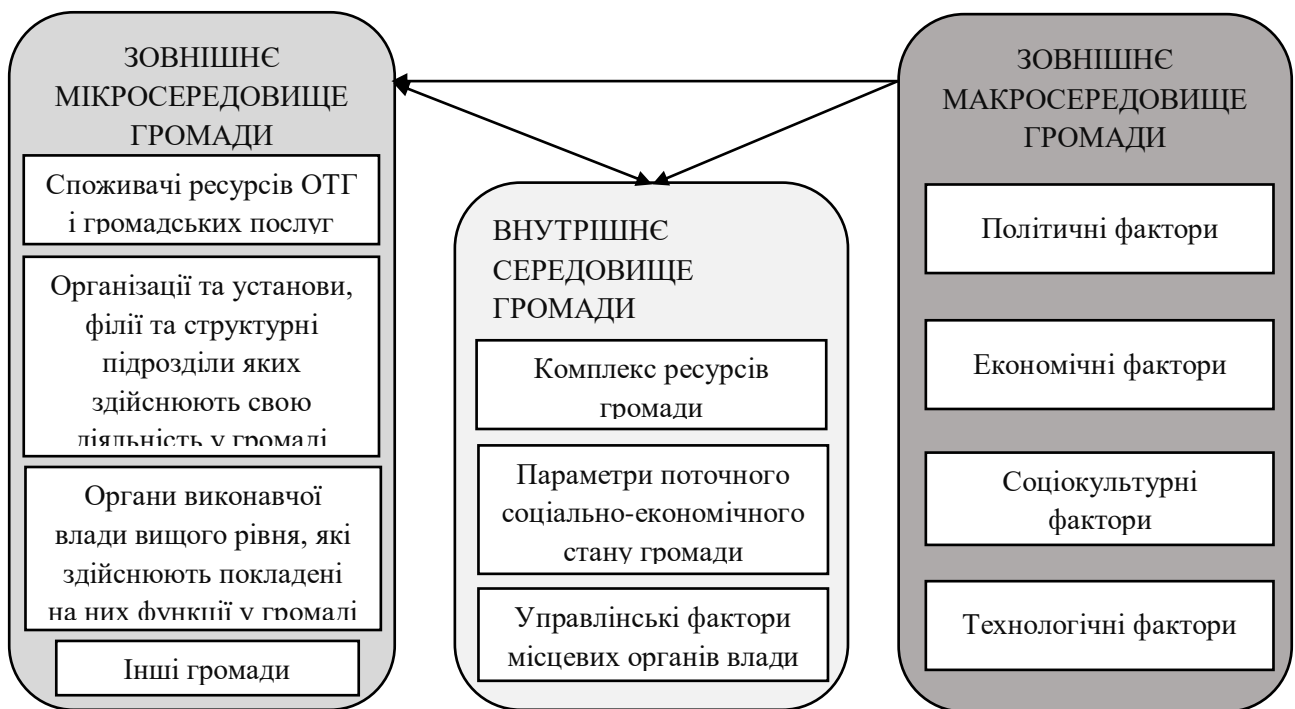 ЗОВНІШНЄ
МІКРОСЕРЕДОВИЩЕ
ГРОМАДИ
Споживачі ресурсів ОТГ
і громадських послуг
Організації та установи,
філії та структурні
підрозділи яких
здійснюють свою
діяльність у громаді
Органи виконавчої
влади вищого рівня, які
здійснюють покладені
на них функції у громаді
Інші громади
ВНУТРІШНЄ
СЕРЕДОВИЩЕ
ГРОМАДИ
Комплекс ресурсів
громади
Параметри поточного
соціально-економічного
стану громади
Управлінські фактори
місцевих органів влади
ЗОВНІШНЄ
МАКРОСЕРЕДОВИЩЕ
ГРОМАДИ
Політичні фактори
Економічні фактори
Соціокультурні
фактори
Технологічні фактори